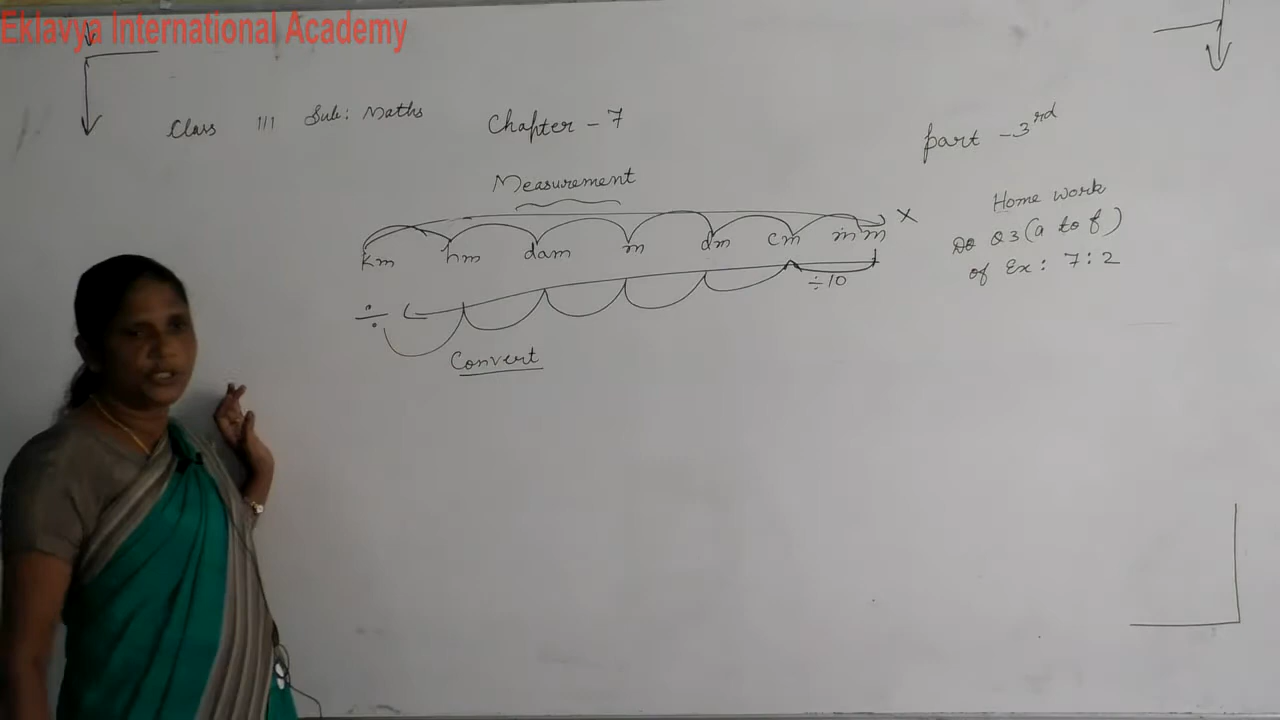 Eklavya International Academy
Class III Sub: Maths Chapter - 7 part - 3rd
Measurement
km hm dam m dm cm mm ×
÷ ÷10
Convert
Home work
Do Q3 (a to f)
of Ex: 7:2